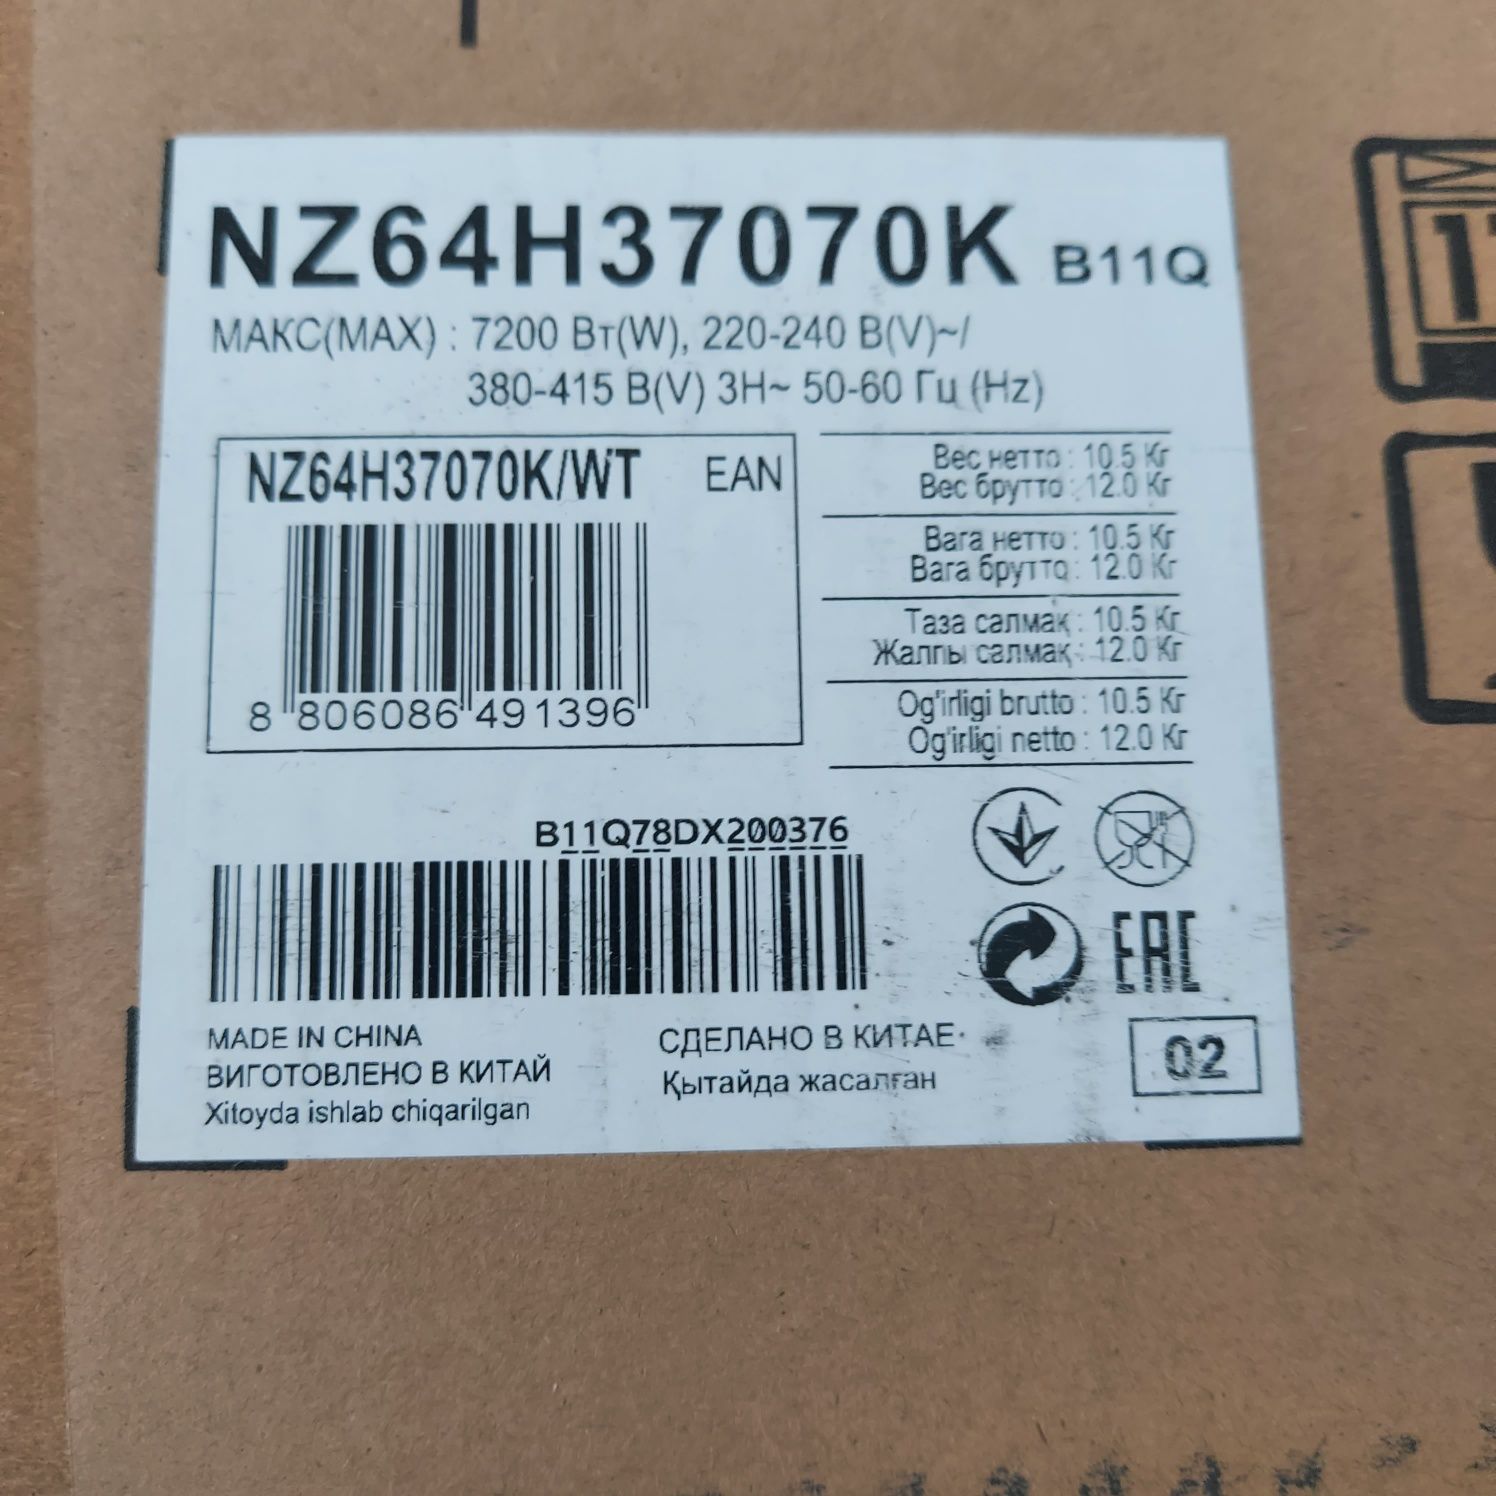 NZ64H37070K B11Q
МАКС(MAX) : 7200 Вт(W), 220-240 В(V)~/
380-415 В(V) 3Н~ 50-60 Гц (Hz)
NZ64H37070K/WT EAN
8 806086 491396
Вес нетто : 10.5 Кг
Вес брутто : 12.0 Кг
Вага нетто : 10.5 Кг
Вага брутто : 12.0 Кг
Таза салмақ : 10.5 Кг
Жалпы салмақ : 12.0 Кг
Og'irligi brutto : 10.5 Кг
Og'irligi netto : 12.0 Кг
B11Q78DX200376
EAC
MADE IN CHINA
ВИГОТОВЛЕНО В КИТАЙ
Xitoyda ishlab chiqarilgan
СДЕЛАНО В КИТАЕ
Қытайда жасалған
02